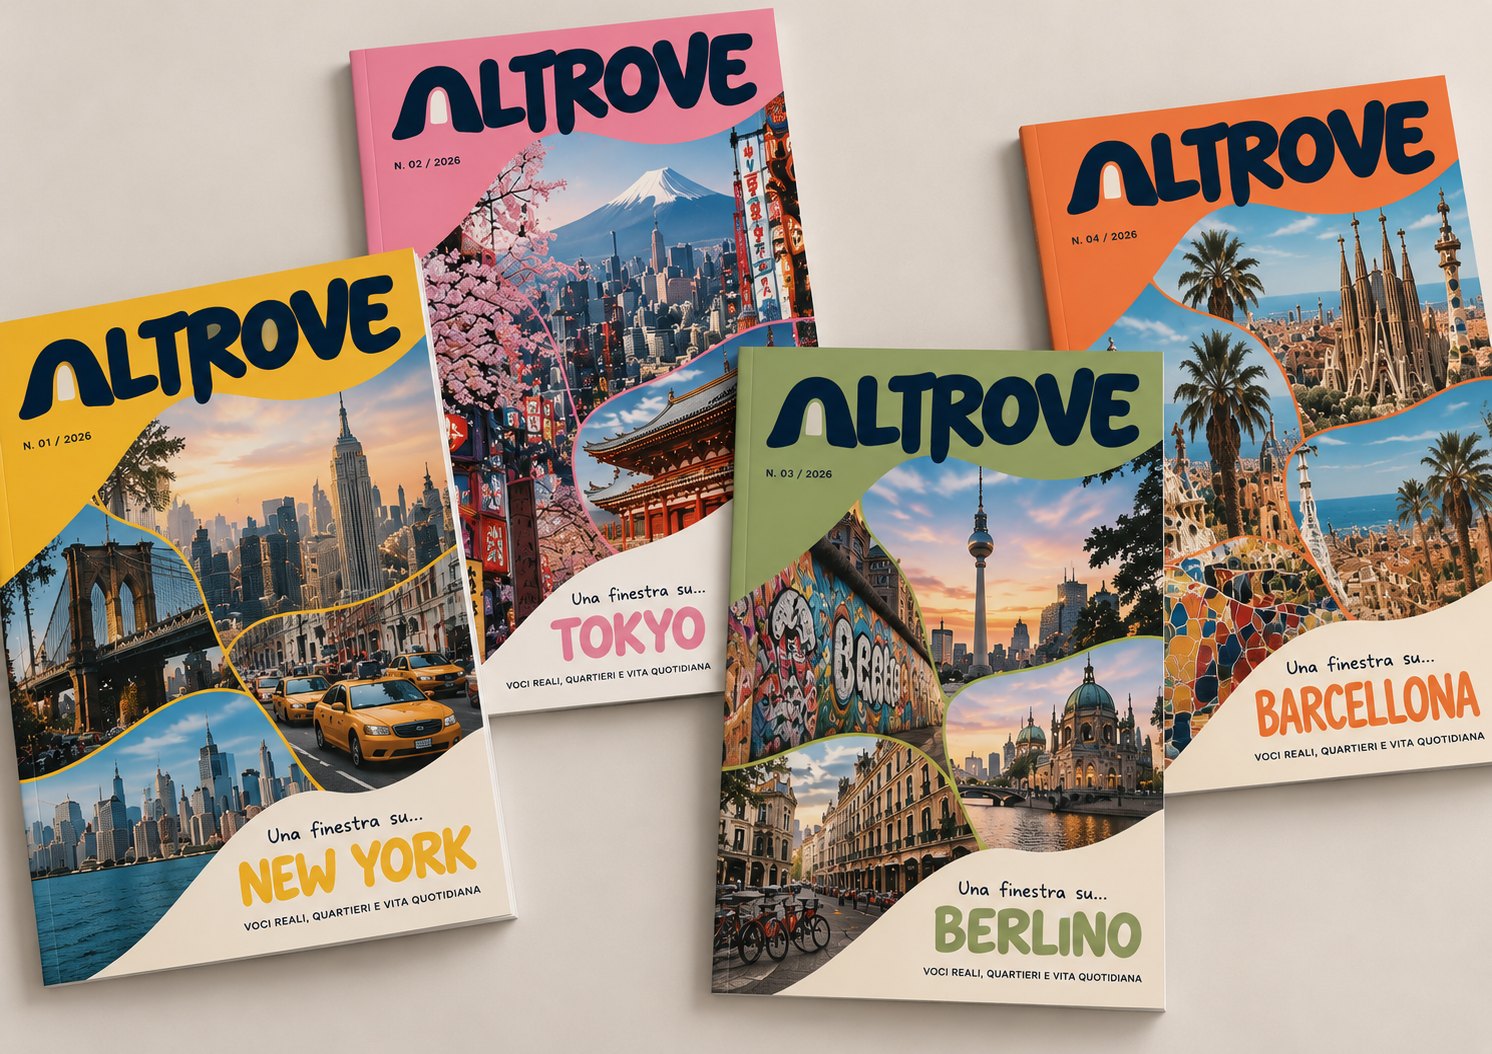 ALTROVE
N. 01 / 2026
Una finestra su...
NEW YORK
VOCI REALI, QUARTIERI E VITA QUOTIDIANA
ALTROVE
N. 02 / 2026
Una finestra su...
TOKYO
VOCI REALI, QUARTIERI E VITA QUOTIDIANA
ALTROVE
N. 03 / 2026
Una finestra su...
BERLINO
VOCI REALI, QUARTIERI E VITA QUOTIDIANA
ALTROVE
N. 04 / 2026
Una finestra su...
BARCELLONA
VOCI REALI, QUARTIERI E VITA QUOTIDIANA